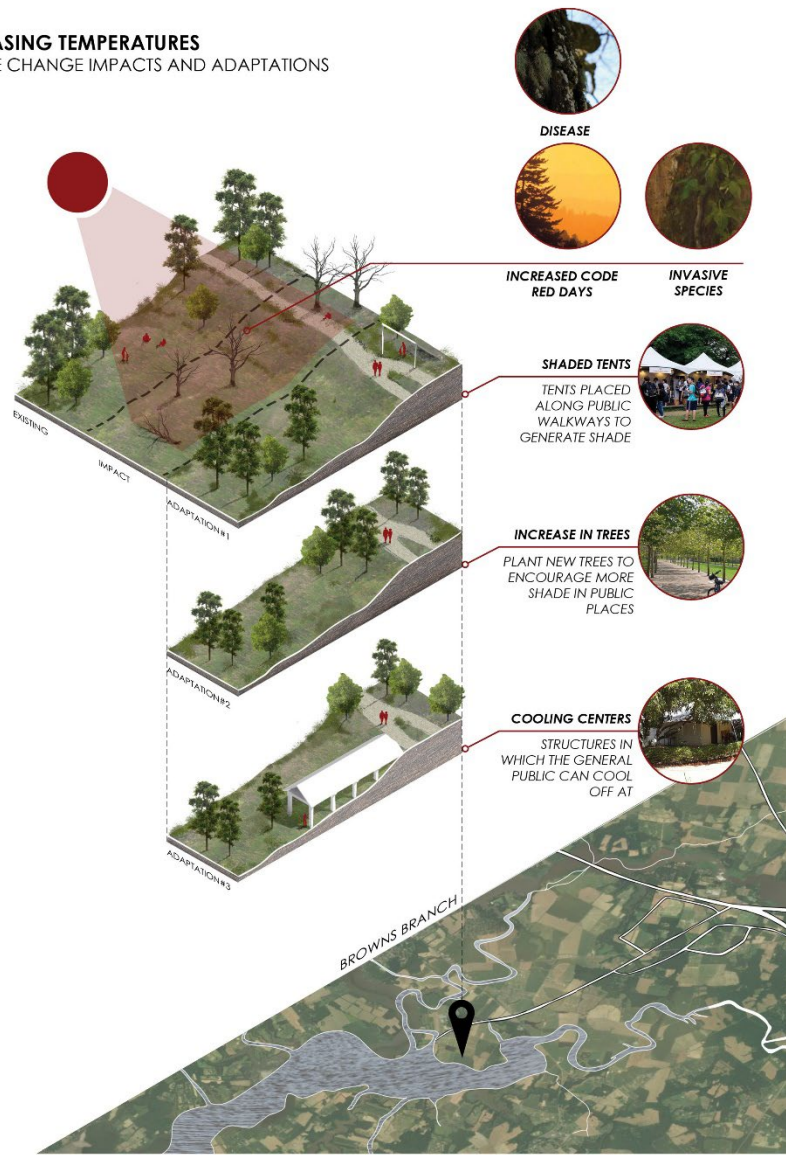 ASING TEMPERATURES
E CHANGE IMPACTS AND ADAPTATIONS
DISEASE
INCREASED CODE
RED DAYS
INVASIVE
SPECIES
SHADED TENTS
TENTS PLACED
ALONG PUBLIC
WALKWAYS TO
GENERATE SHADE
EXISTING
IMPACT
ADAPTATION#1
INCREASE IN TREES
PLANT NEW TREES TO
ENCOURAGE MORE
SHADE IN PUBLIC
PLACES
ADAPTATION#2
COOLING CENTERS
STRUCTURES IN
WHICH THE GENERAL
PUBLIC CAN COOL
OFF AT
ADAPTATION#3
BROWNS BRANCH